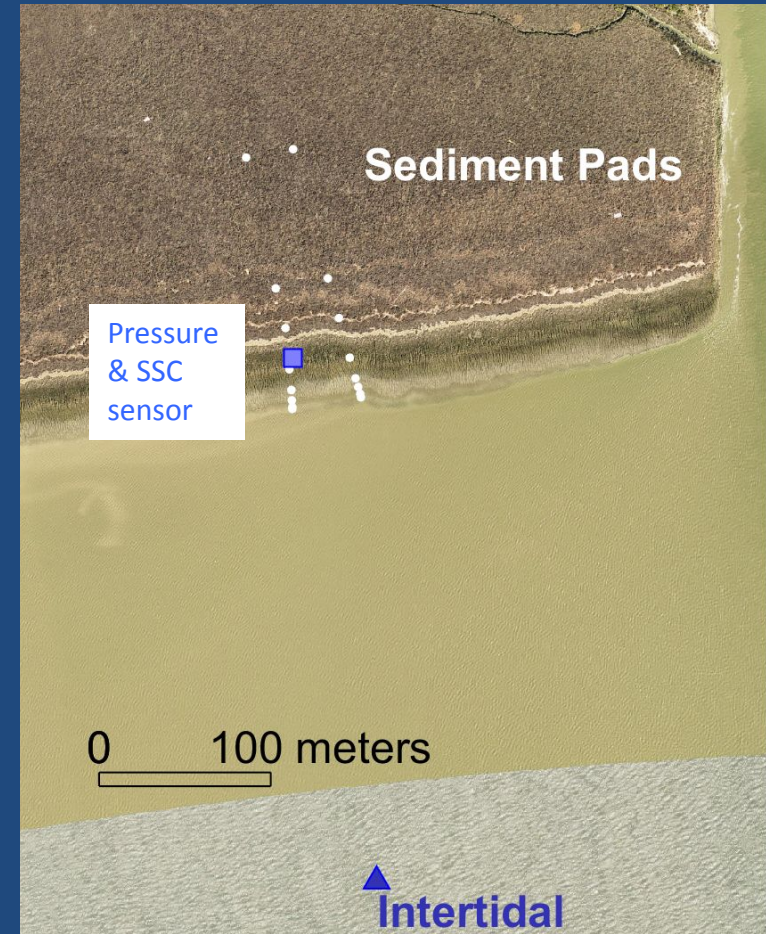 Sediment Pads
Pressure
& SSC
sensor
0 100 meters
Intertidal